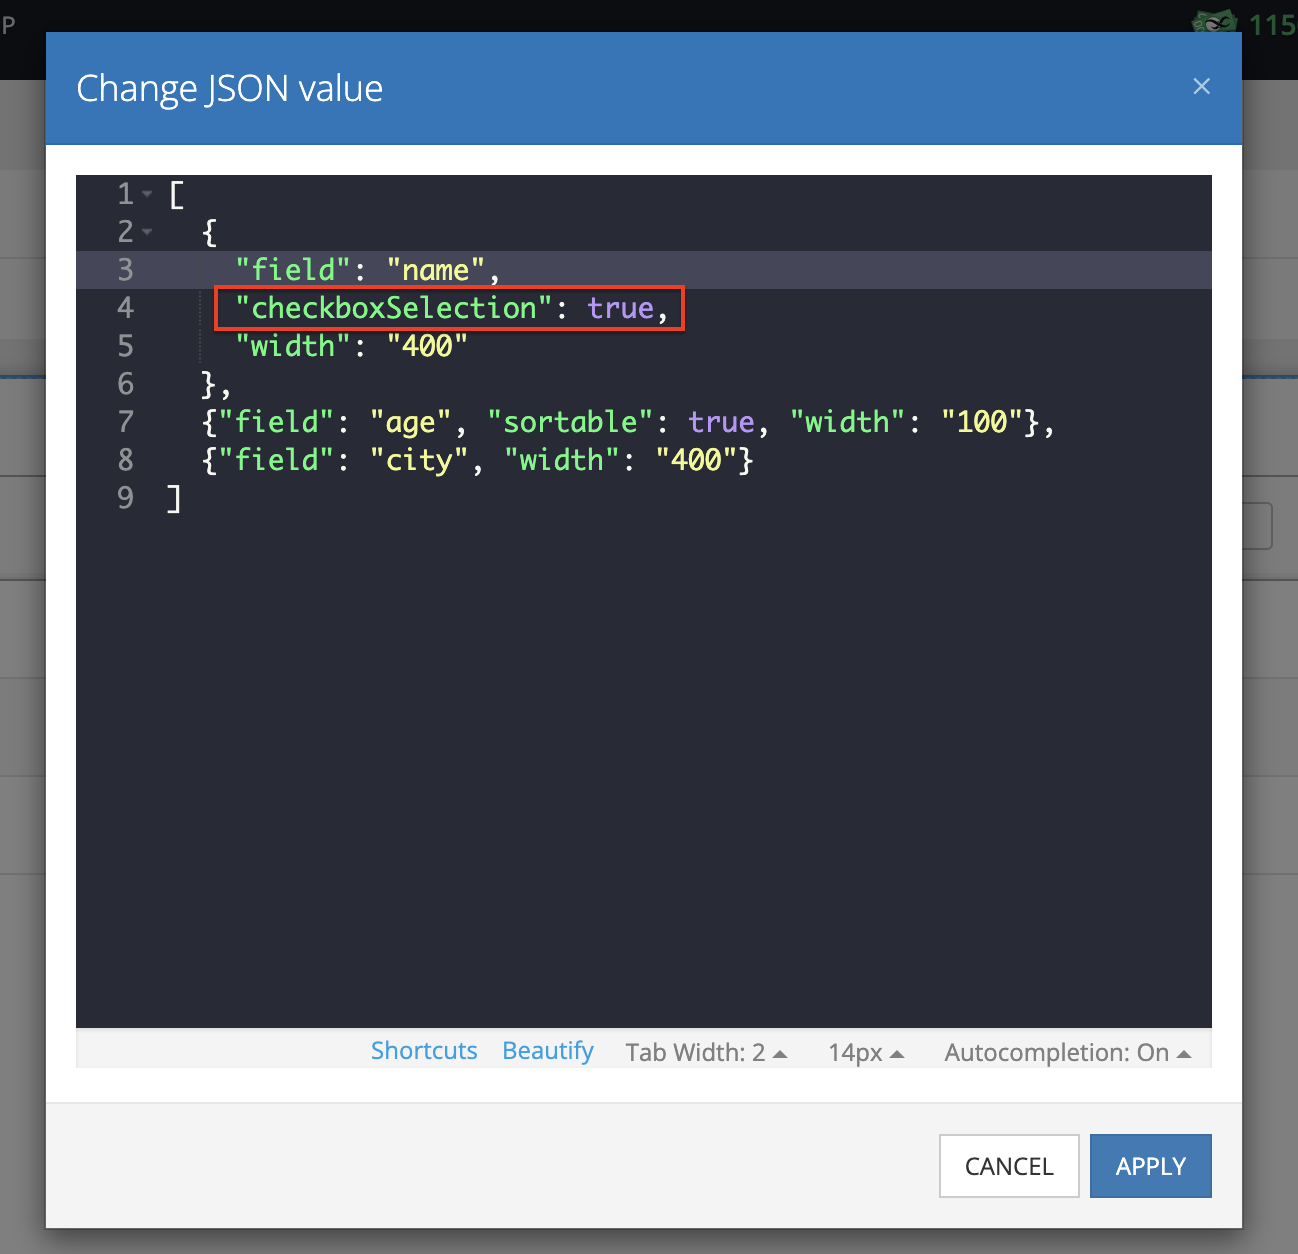 P
115
Change JSON value
×
1 [
2 {
3 "field": "name",
4 "checkboxSelection": true,
5 "width": "400"
6 },
7 {"field": "age", "sortable": true, "width": "100"},
8 {"field": "city", "width": "400"}
9 ]
Shortcuts Beautify Tab Width: 2 14px Autocompletion: On
CANCEL APPLY